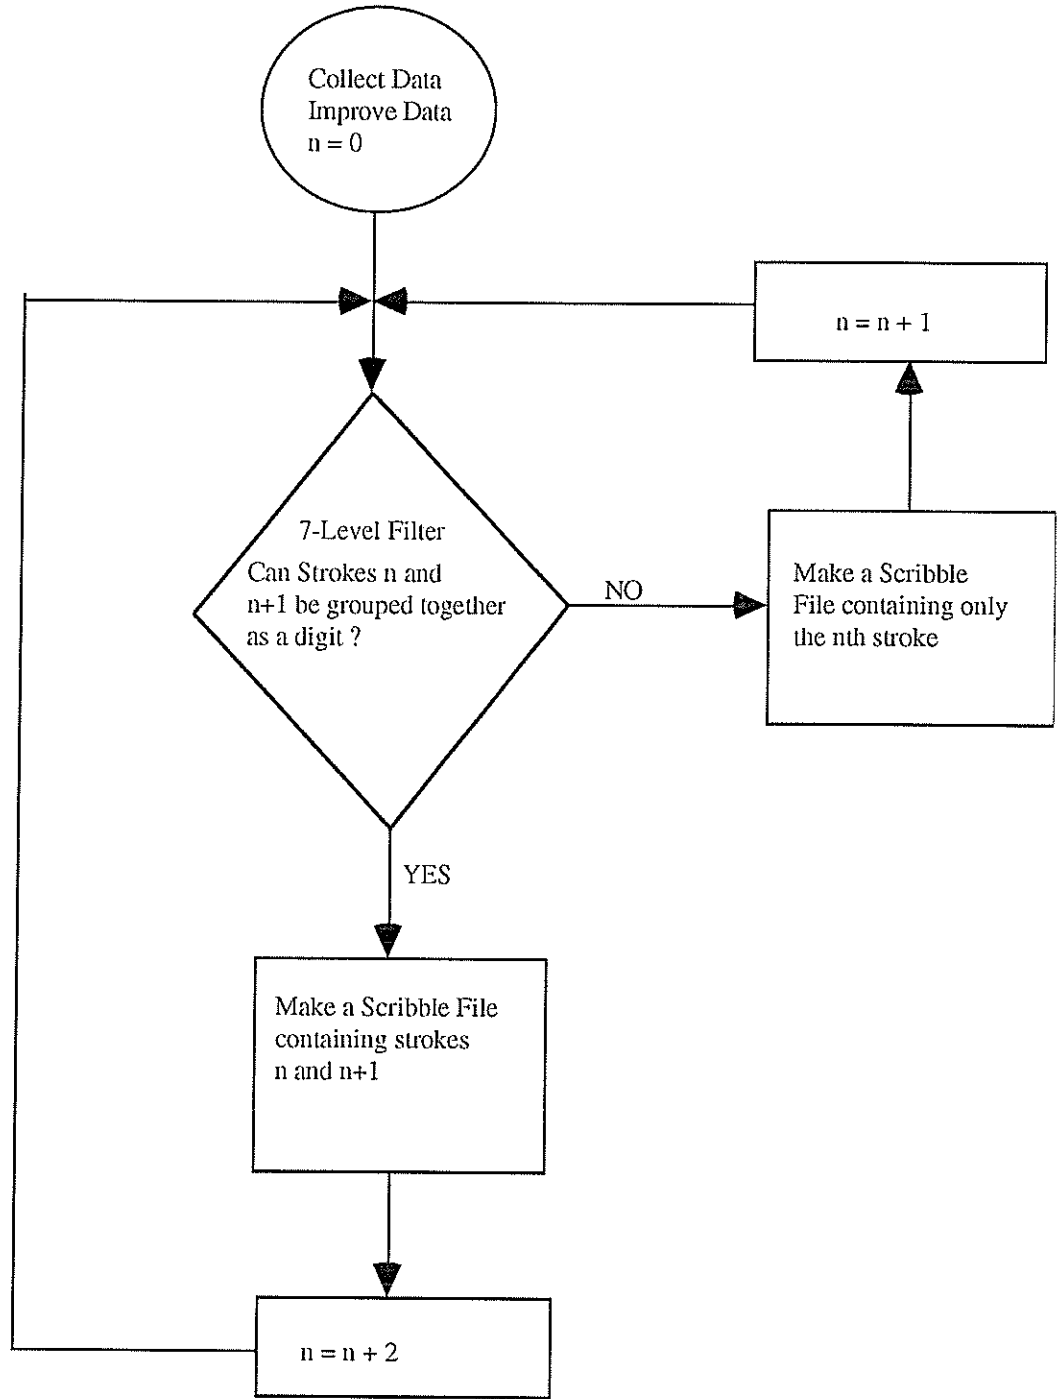 Collect Data
Improve Data
n = 0
n = n + 1
7-Level Filter
Can Strokes n and
n+1 be grouped together
as a digit ?
NO
Make a Scribble
File containing only
the nth stroke
YES
Make a Scribble File
containing strokes
n and n+1
n = n + 2